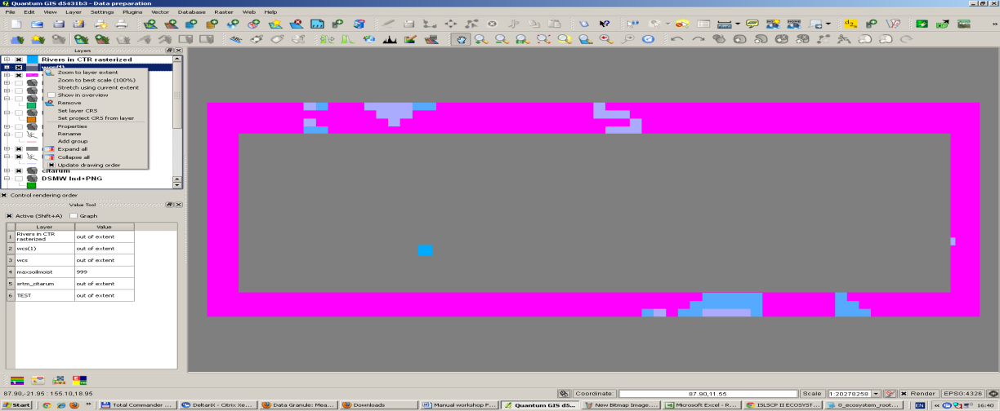 Quantum GIS d5431b3 - Data preparation
File Edit View Layer Settings Plugins Vector Database Raster Web Help
Layers
Rivers in CTR rasterized
wcs(1)
Zoom to layer extent
Zoom to best scale (100%)
Stretch using current extent
Show in overview
Remove
Set layer CRS
Set project CRS from layer
Properties
Rename
Add group
Expand all
Collapse all
Update drawing order
citarum
DSMW Ind+PNG
Control rendering order
Value Tool
Active (Shift+A) Graph
Layer Value
1 Rivers in CTR rasterized out of extent
2 wcs(1) out of extent
3 wcs out of extent
4 maxsoilmoist 999
5 srtm_citarum out of extent
6 TEST out of extent
87.90,-21.95 : 155.10,18.95 Coordinate: 87.90,11.55 Scale 1:20278258 Render EPSG:4326
Start Total Commander ... DeltariX - Citrix Xe... Data Granule: Mea... Downloads Manual workshop P... Quantum GIS d5... New Bitmap Image.... Microsoft Excel - R... ISLSCP II ECOSYST... 0_ecosystem_root... EN 16:40